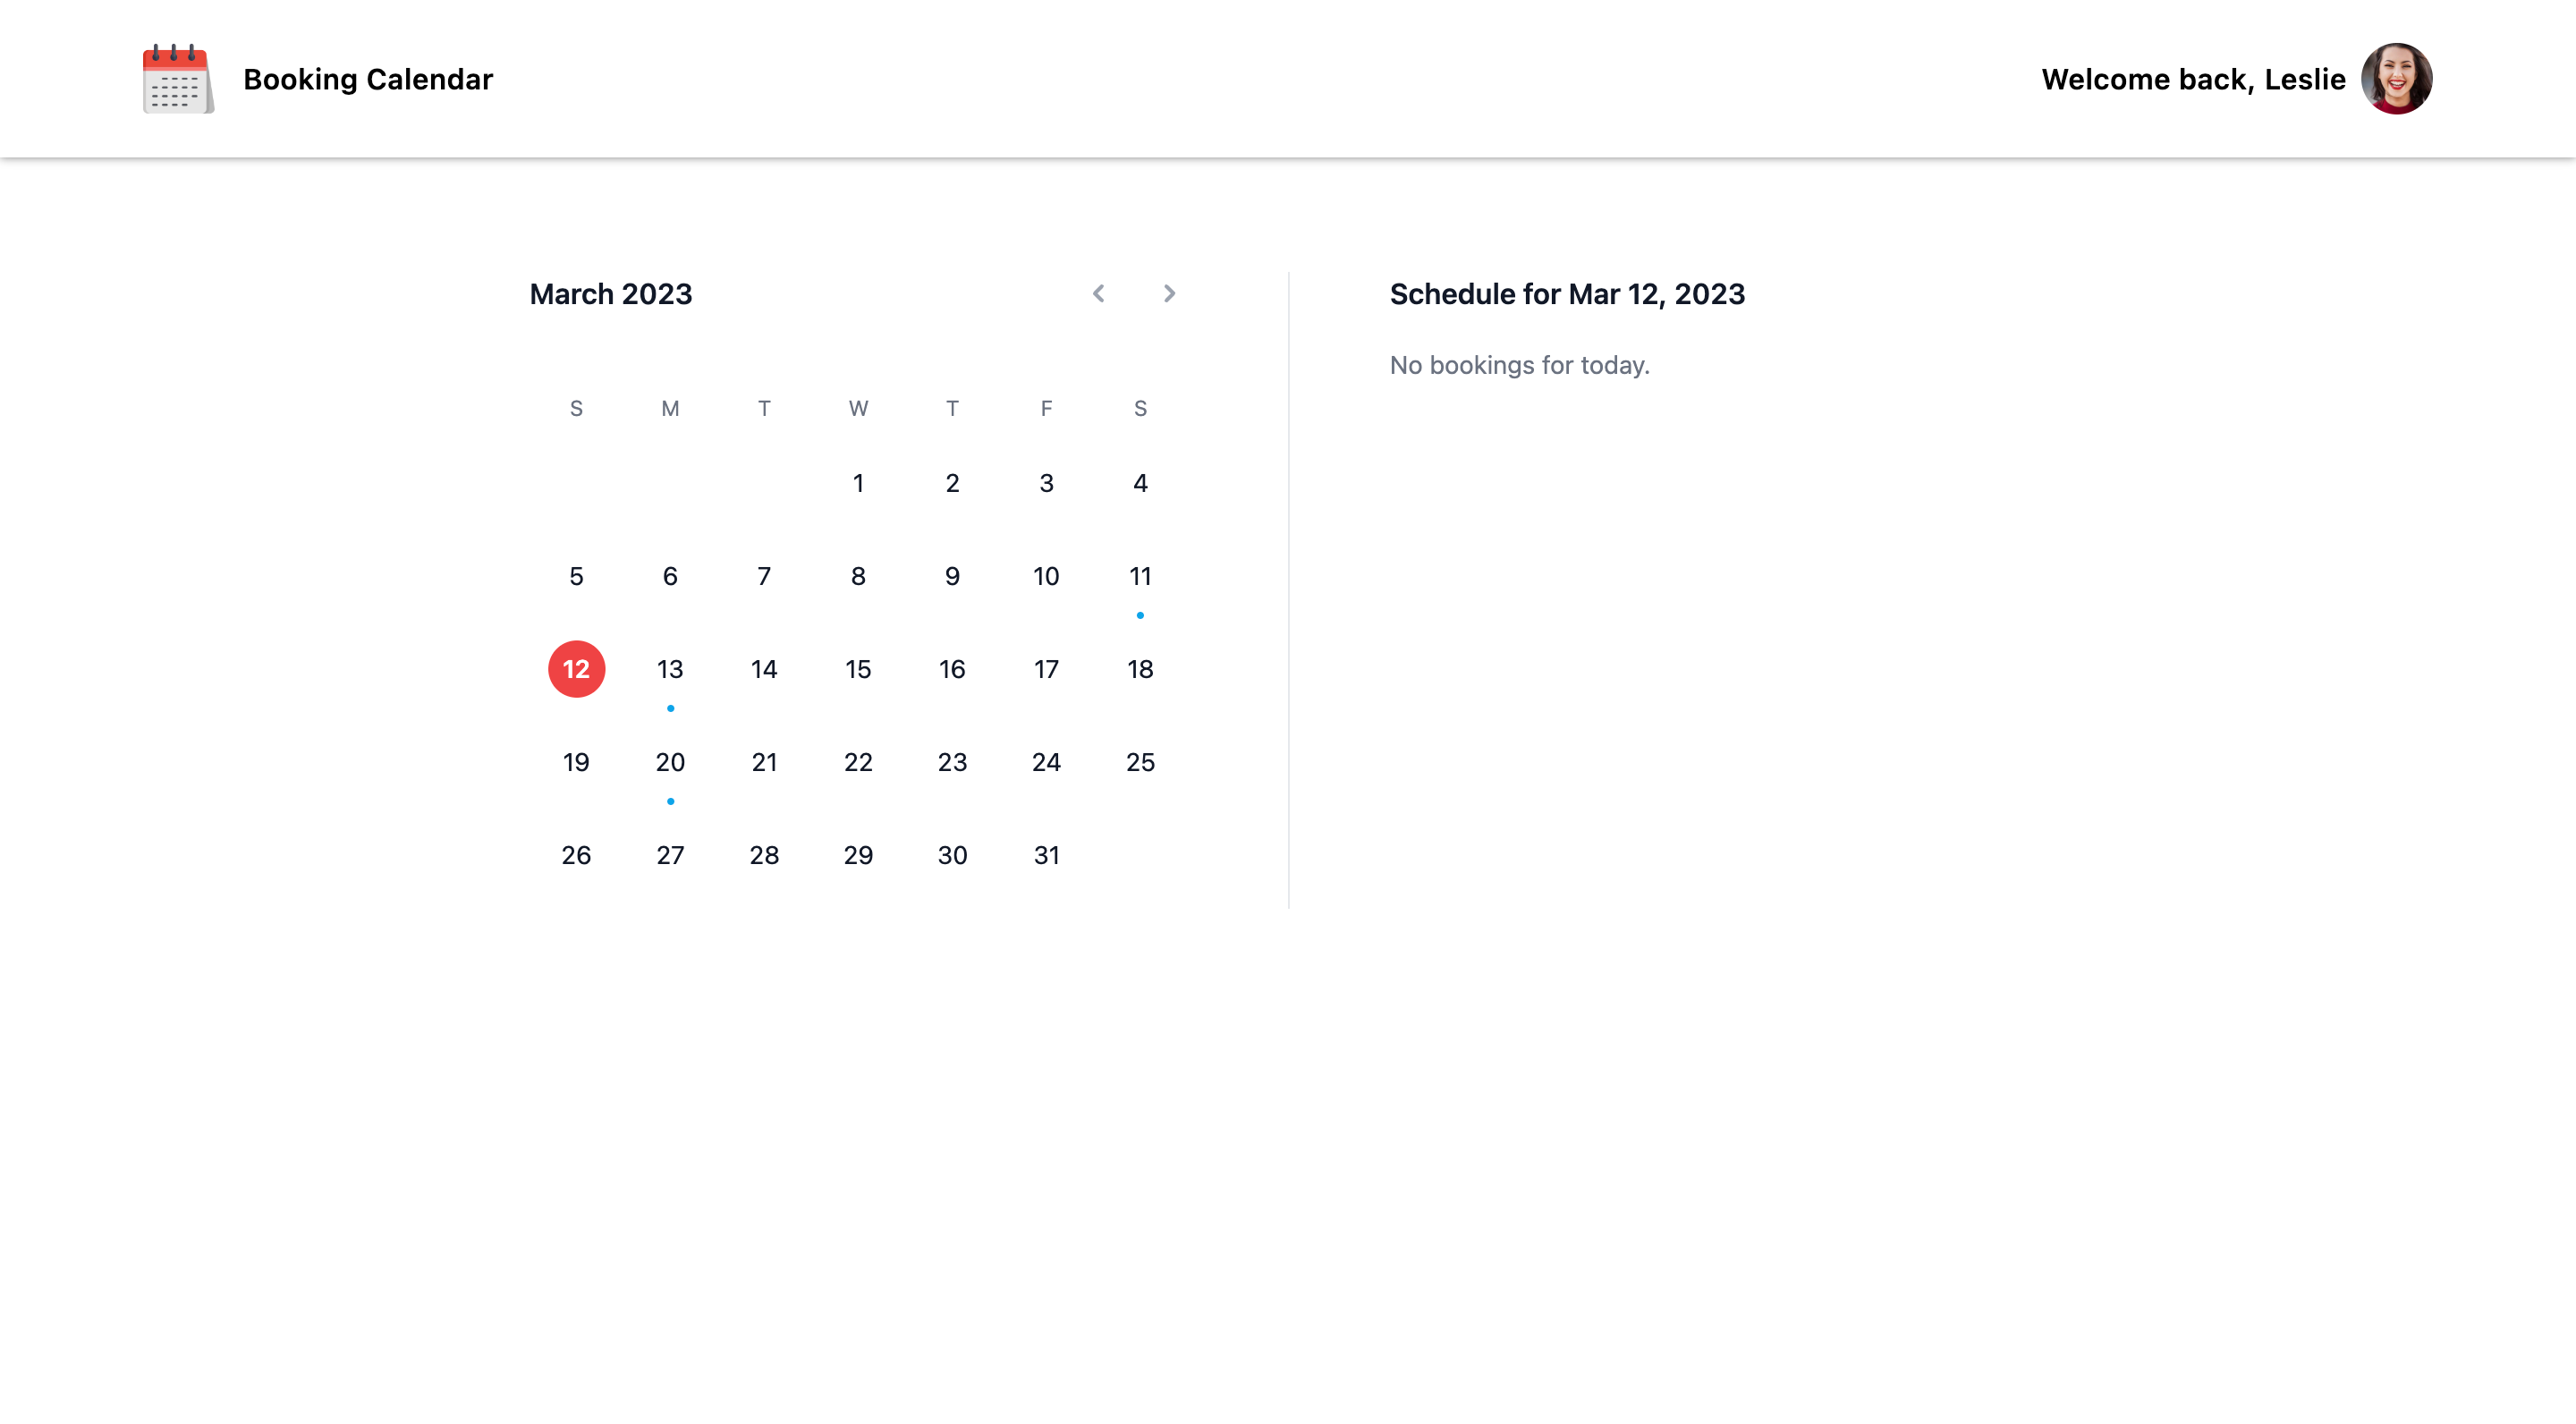 Booking Calendar
Welcome back, Leslie
March 2023
S M T W T F S
1 2 3 4
5 6 7 8 9 10 11
12 13 14 15 16 17 18
19 20 21 22 23 24 25
26 27 28 29 30 31
Schedule for Mar 12, 2023
No bookings for today.